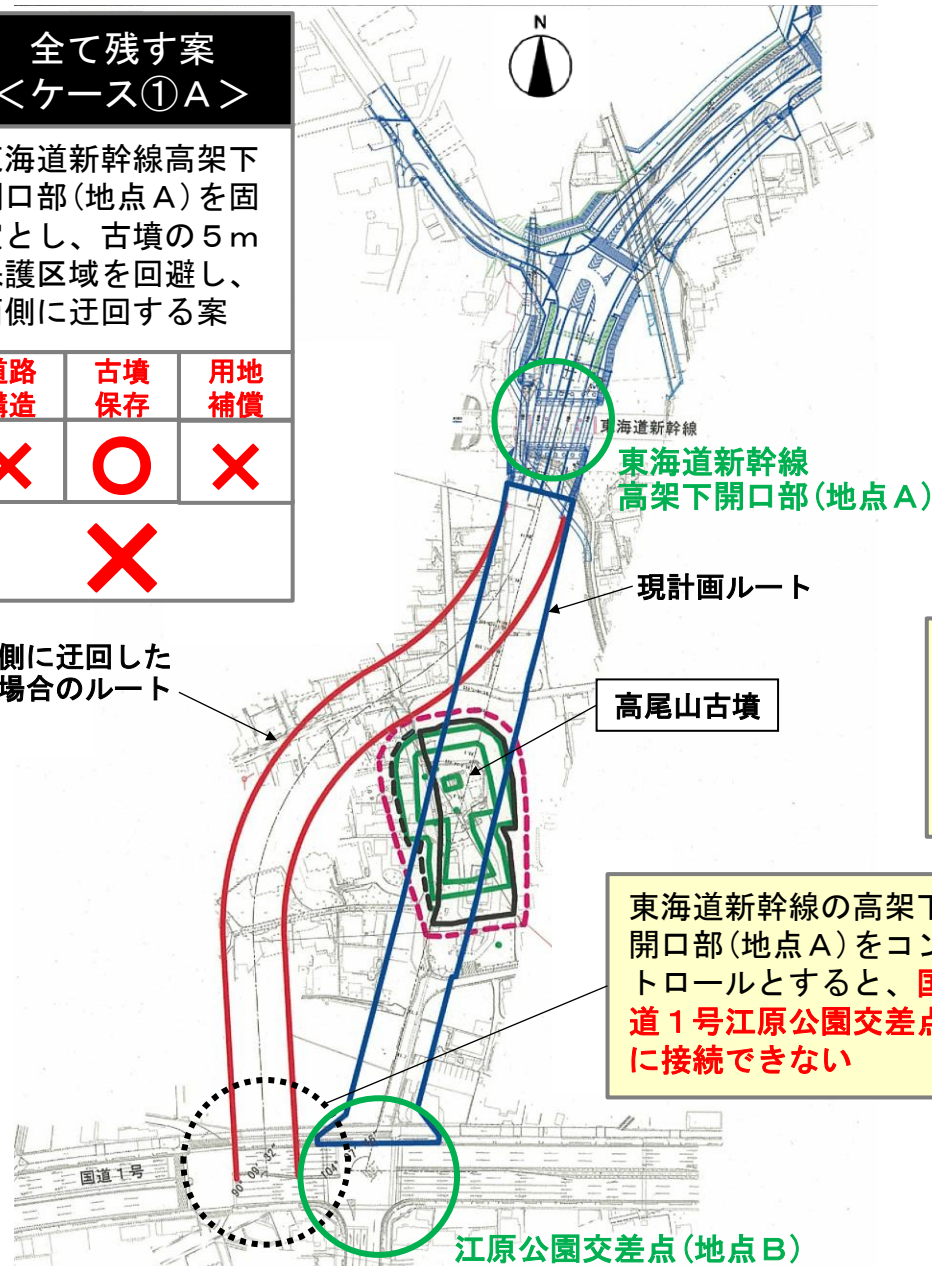 全て残す案
<ケース①A>
海道新幹線高架下
口部(地点A)を固
とし、古墳の5m
護区域を回避し、
側に迂回する案
路
造
古墳
保存
用地
補償
×
○
×
×
N
東海道新幹線
東海道新幹線
高架下開口部(地点A)
現計画ルート
側に迂回した
場合のルート
高尾山古墳
東海道新幹線の高架下
開口部(地点A)をコン
トロールとすると、国
道1号江原公園交差点
に接続できない
国道1号
江原公園交差点(地点B)